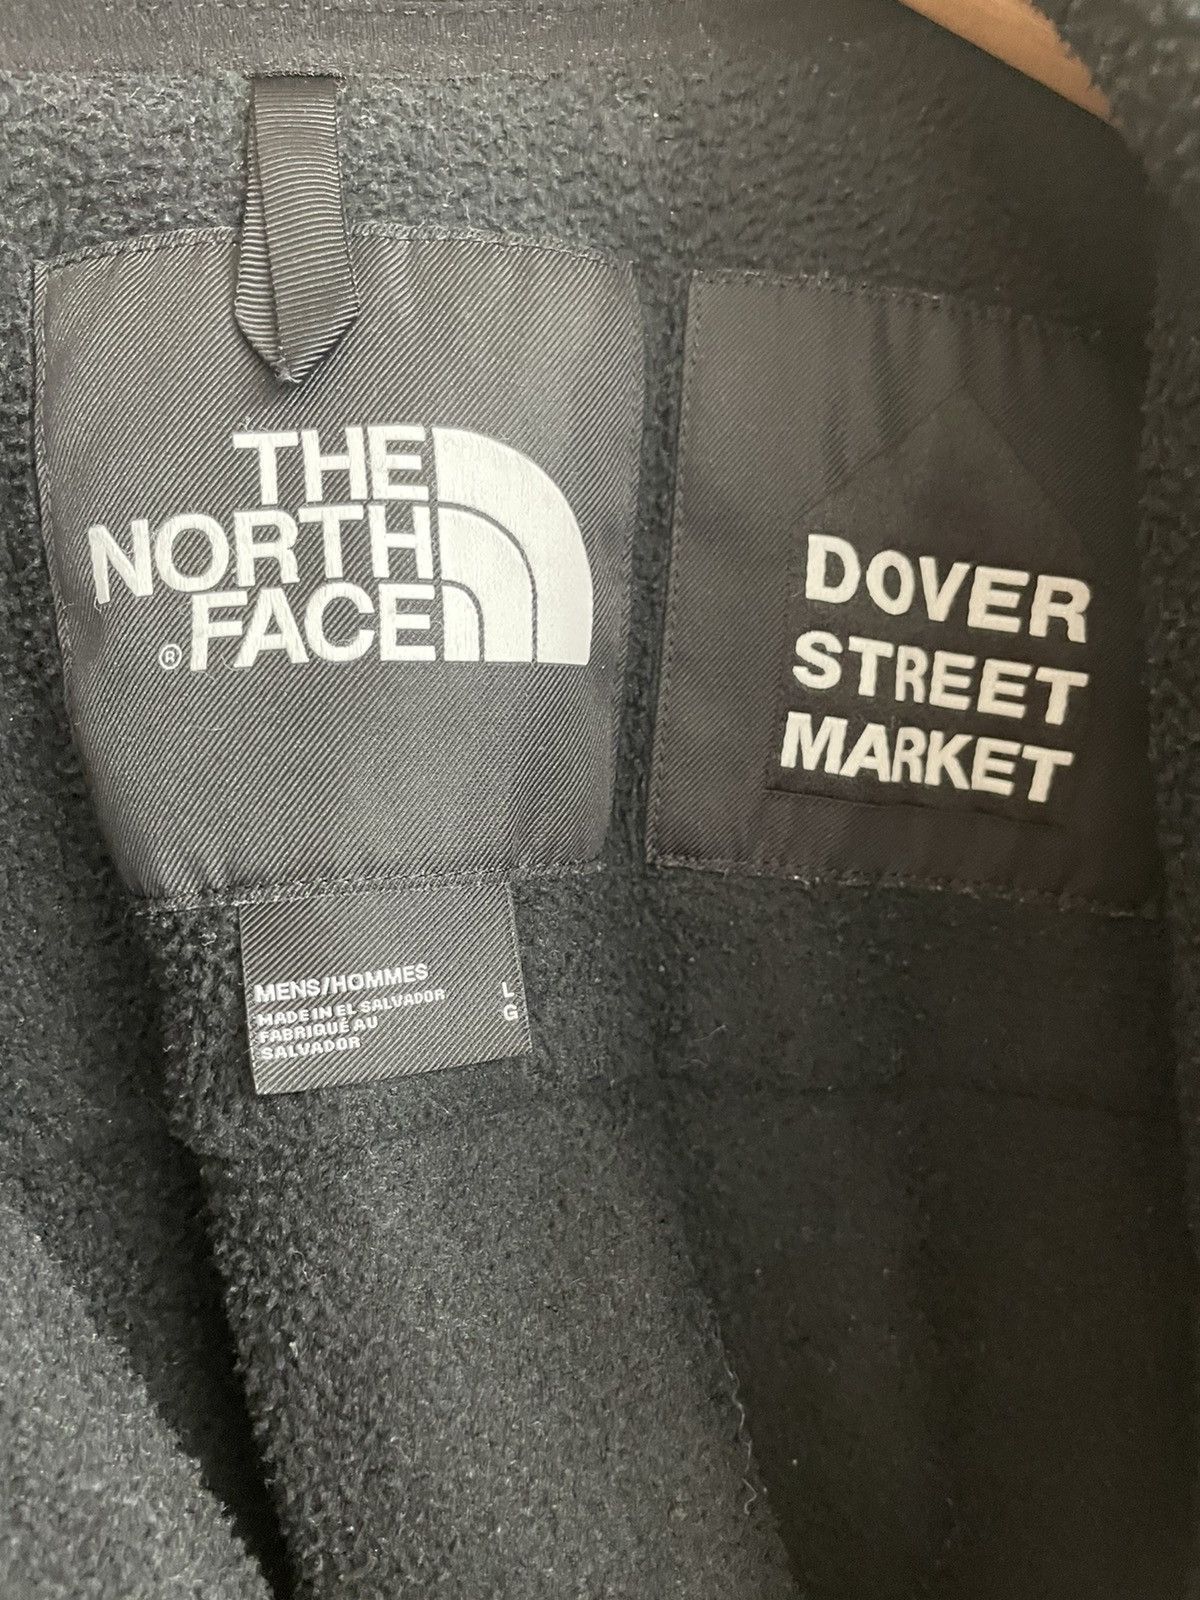 THE
NORTH
®FACE
DOVER
STREET
MARKET
MENS/HOMMES
MADE IN EL SALVADOR
FABRIQUÉ AU
SALVADOR
L
G